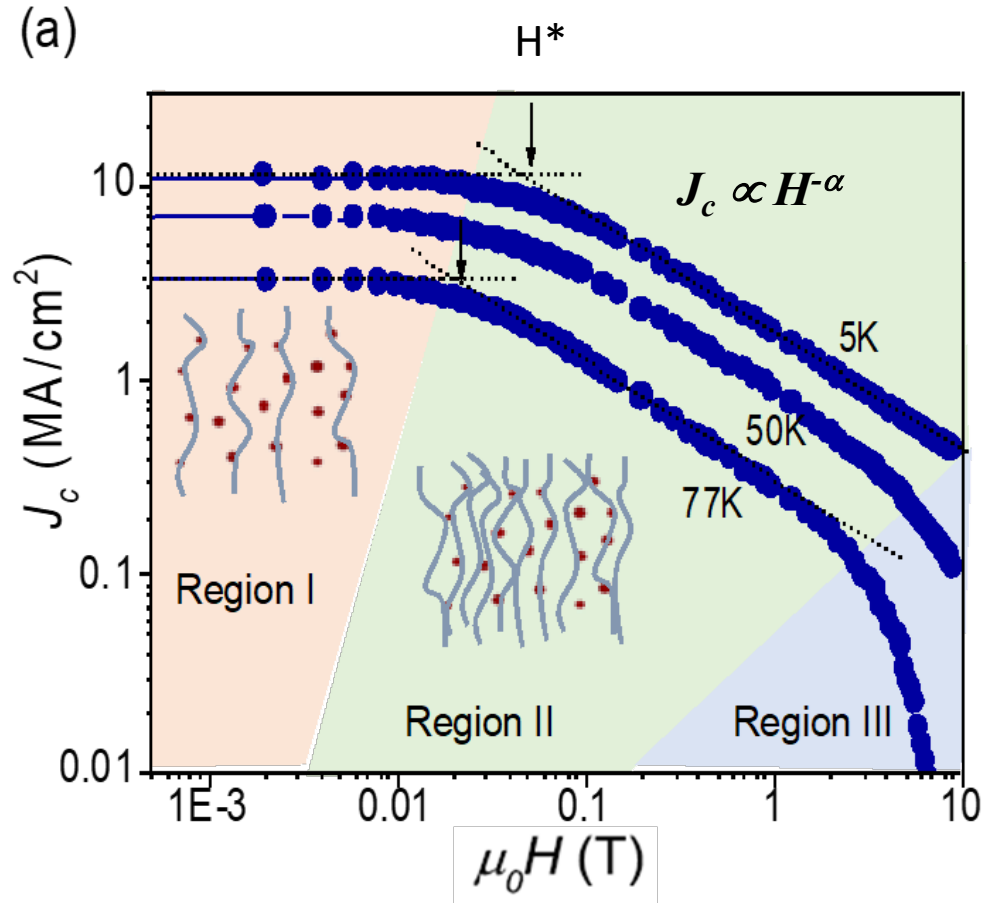 (a)
H*
10
1
0.1
0.01
J_c (MA/cm²)
J_c ∝ H^{-α}
5K
50K
77K
Region I
Region II
Region III
1E-3
0.01
0.1
1
10
μ₀H (T)